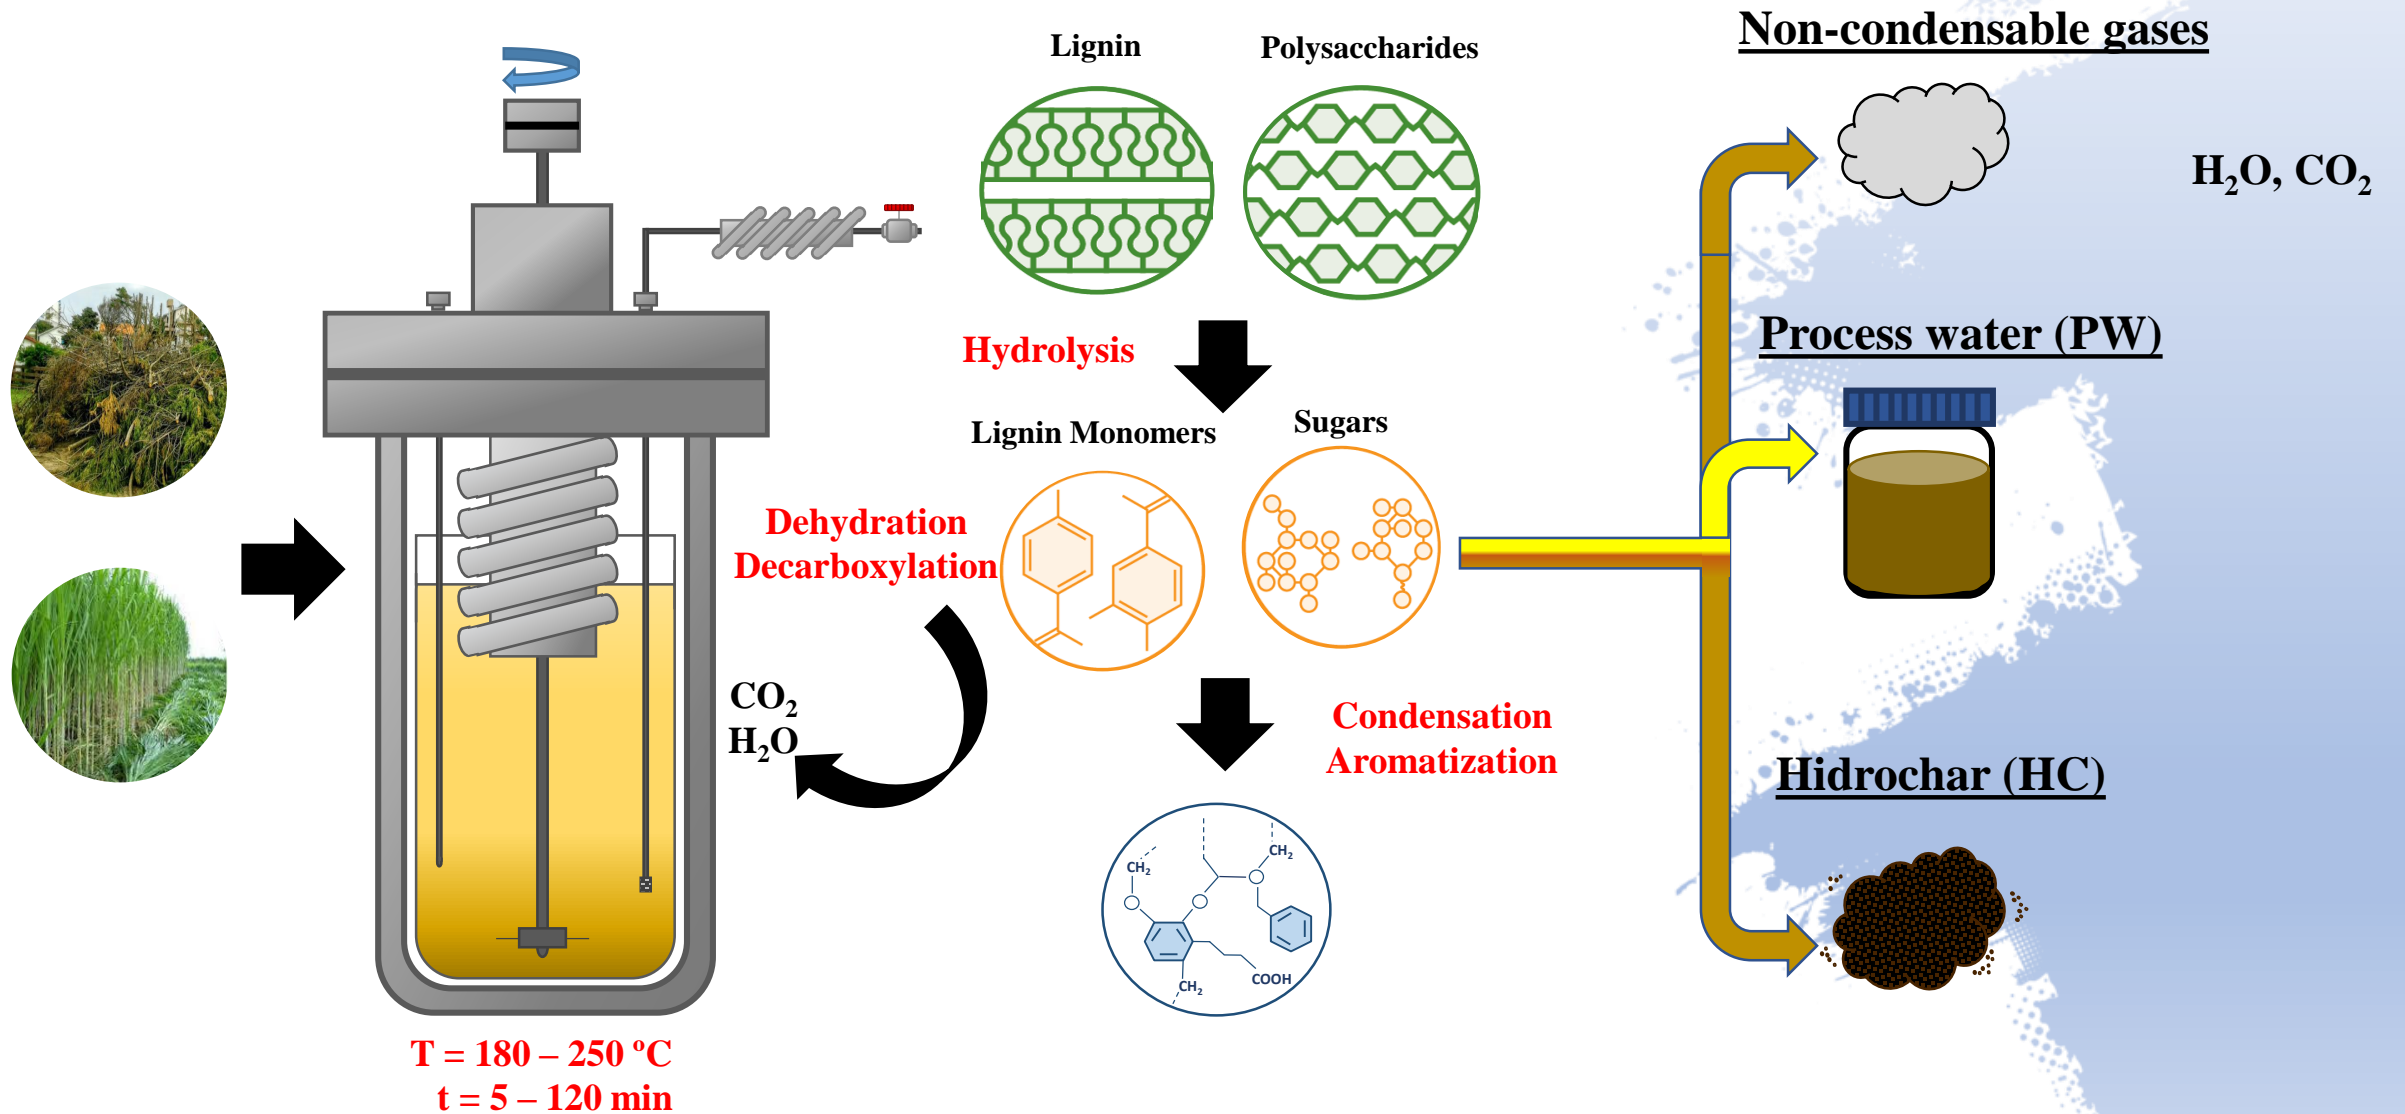 Lignin
Polysaccharides
Hydrolysis
Lignin Monomers
Sugars
Dehydration
Decarboxylation
CO₂
H₂O
Condensation
Aromatization
CH₂
CH₂
CH₂
COOH
T = 180 – 250 ºC
t = 5 – 120 min
Non-condensable gases
H₂O, CO₂
Process water (PW)
Hidrochar (HC)